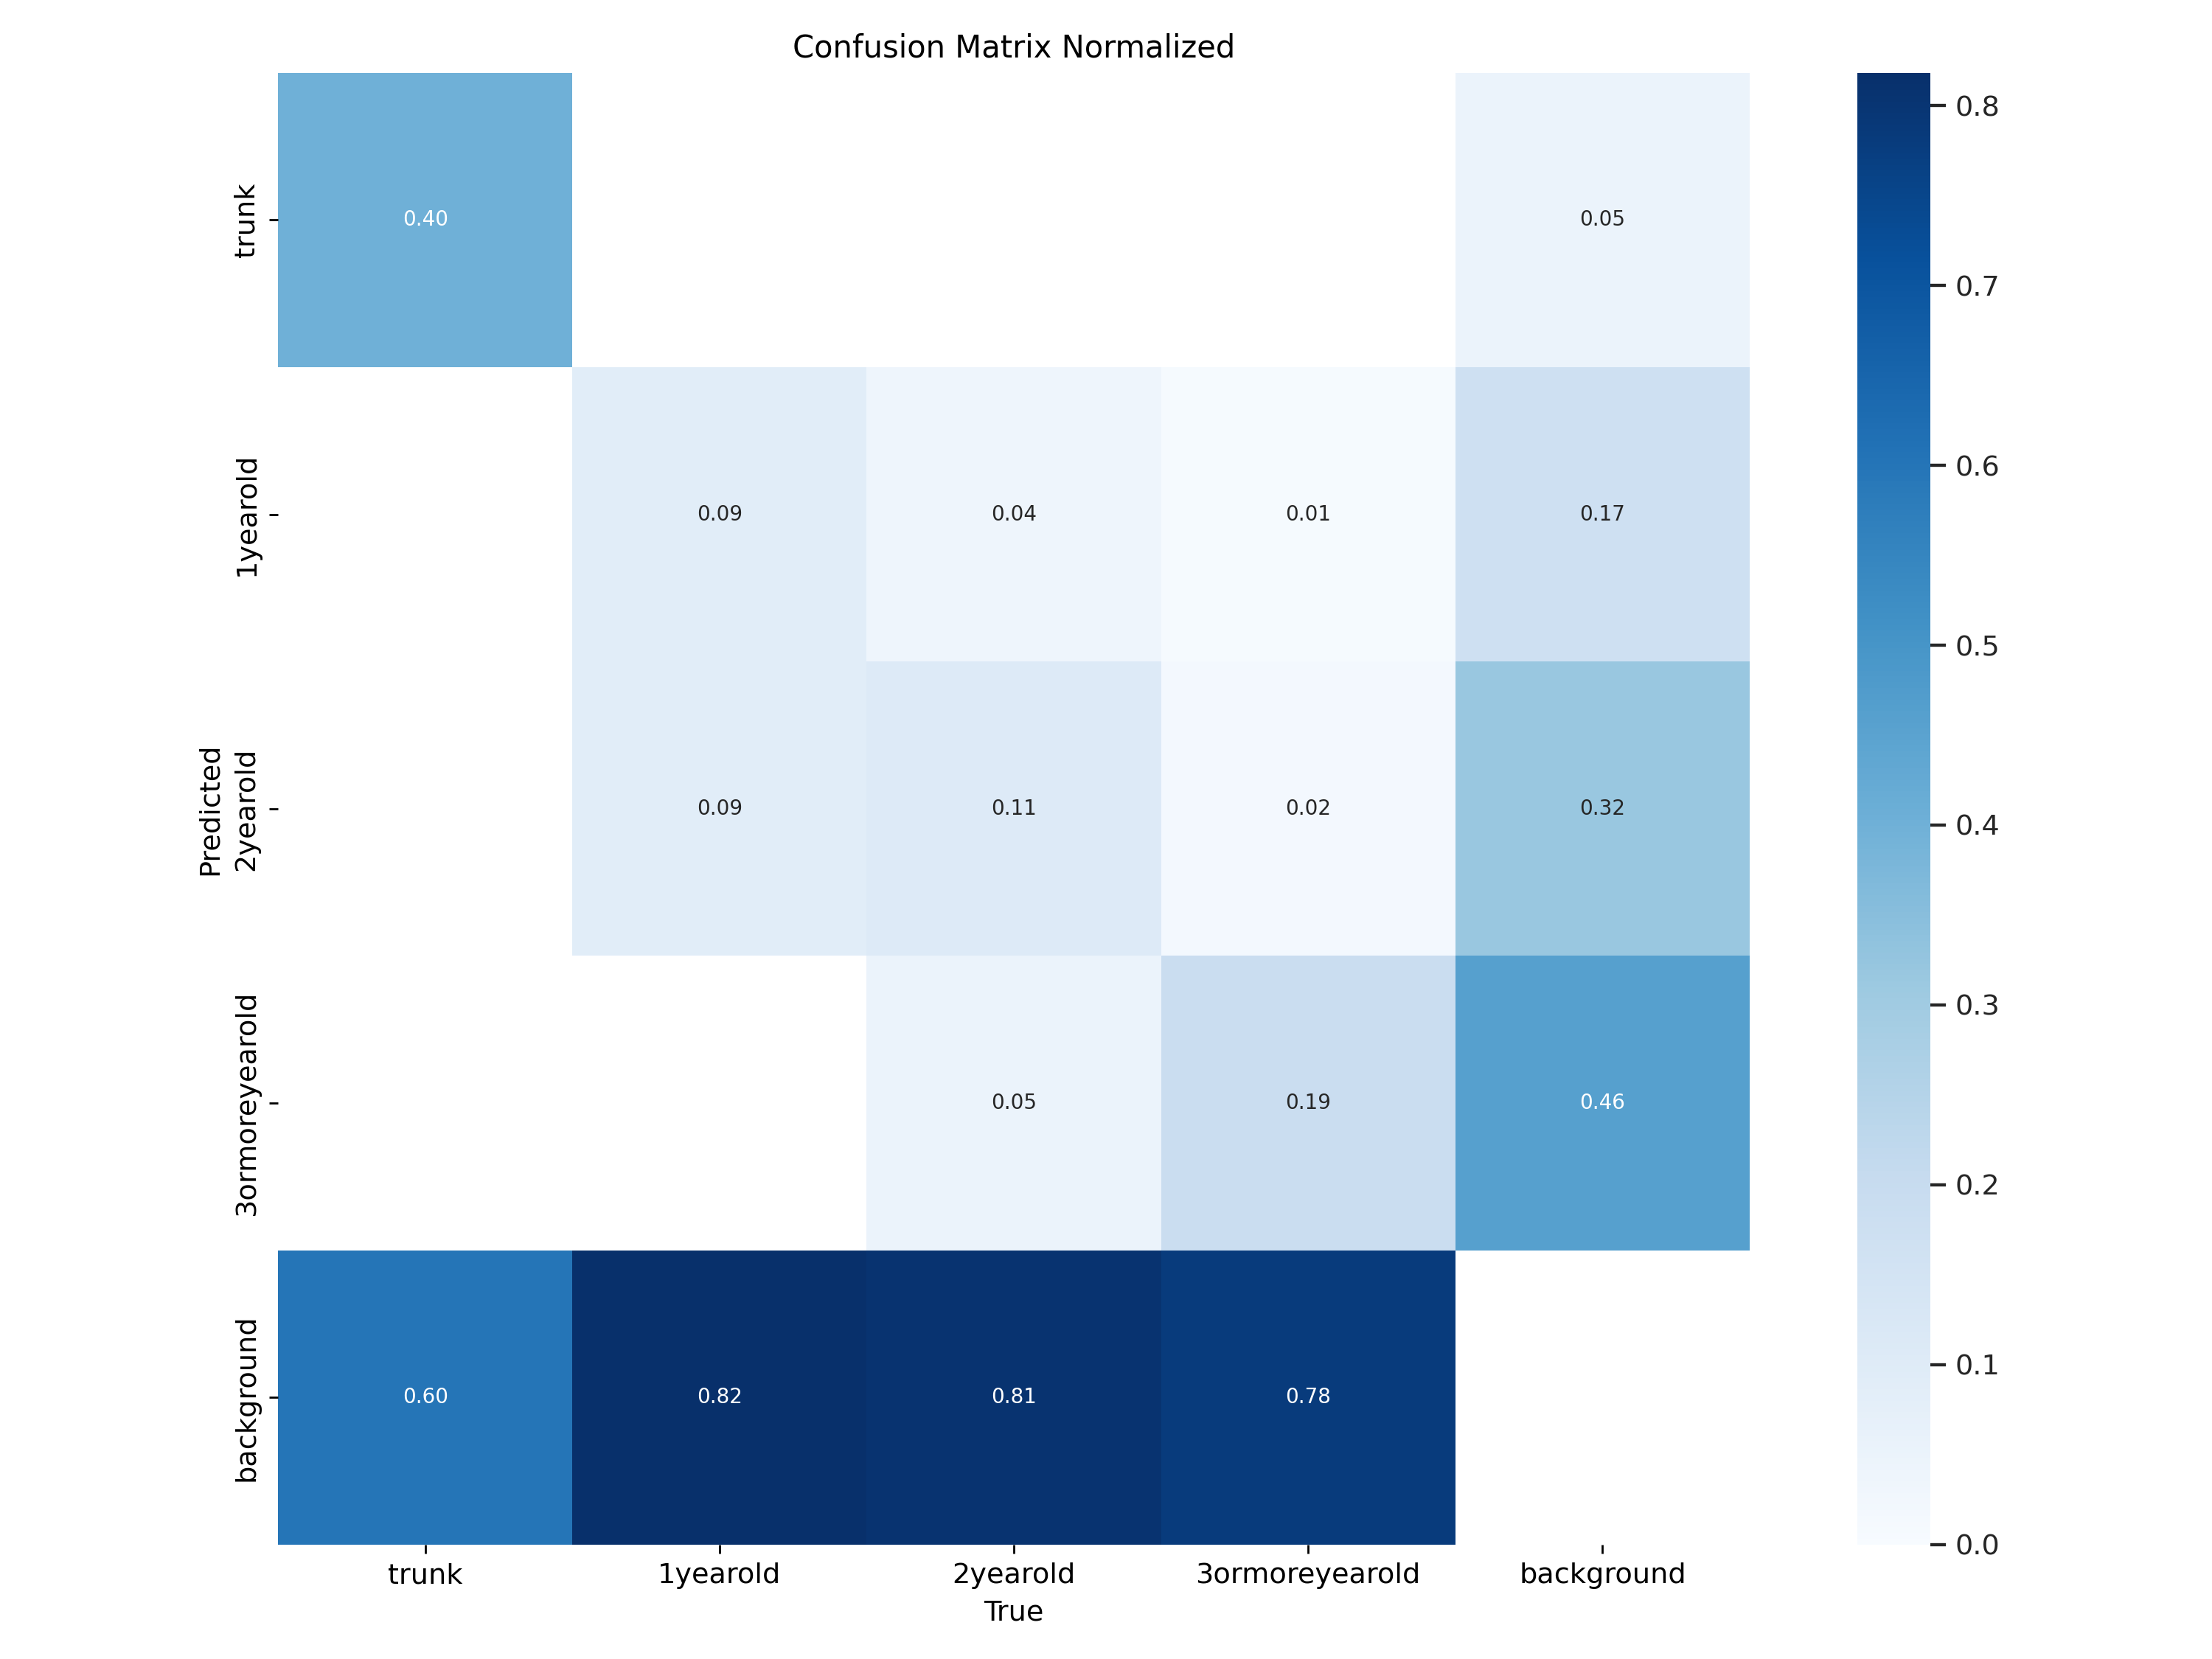 Confusion Matrix Normalized
trunk
0.40
0.05
1yearold
0.09
0.04
0.01
0.17
Predicted
2yearold
0.09
0.11
0.02
0.32
3ormoreyearold
0.05
0.19
0.46
background
0.60
0.82
0.81
0.78
trunk
1yearold
2yearold
3ormoreyearold
background
True
0.8
0.7
0.6
0.5
0.4
0.3
0.2
0.1
0.0